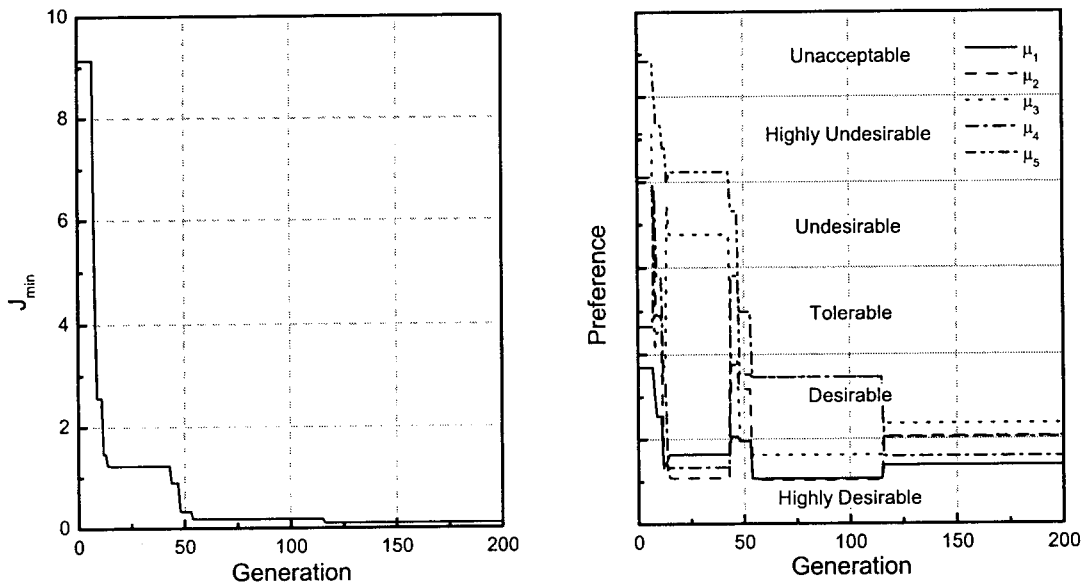 10
8
6
4
2
0
J min
0
50
100
150
200
Generation
Unacceptable
Highly Undesirable
Undesirable
Tolerable
Desirable
Highly Desirable
μ1
μ2
μ3
μ4
μ5
Preference
0
50
100
150
200
Generation